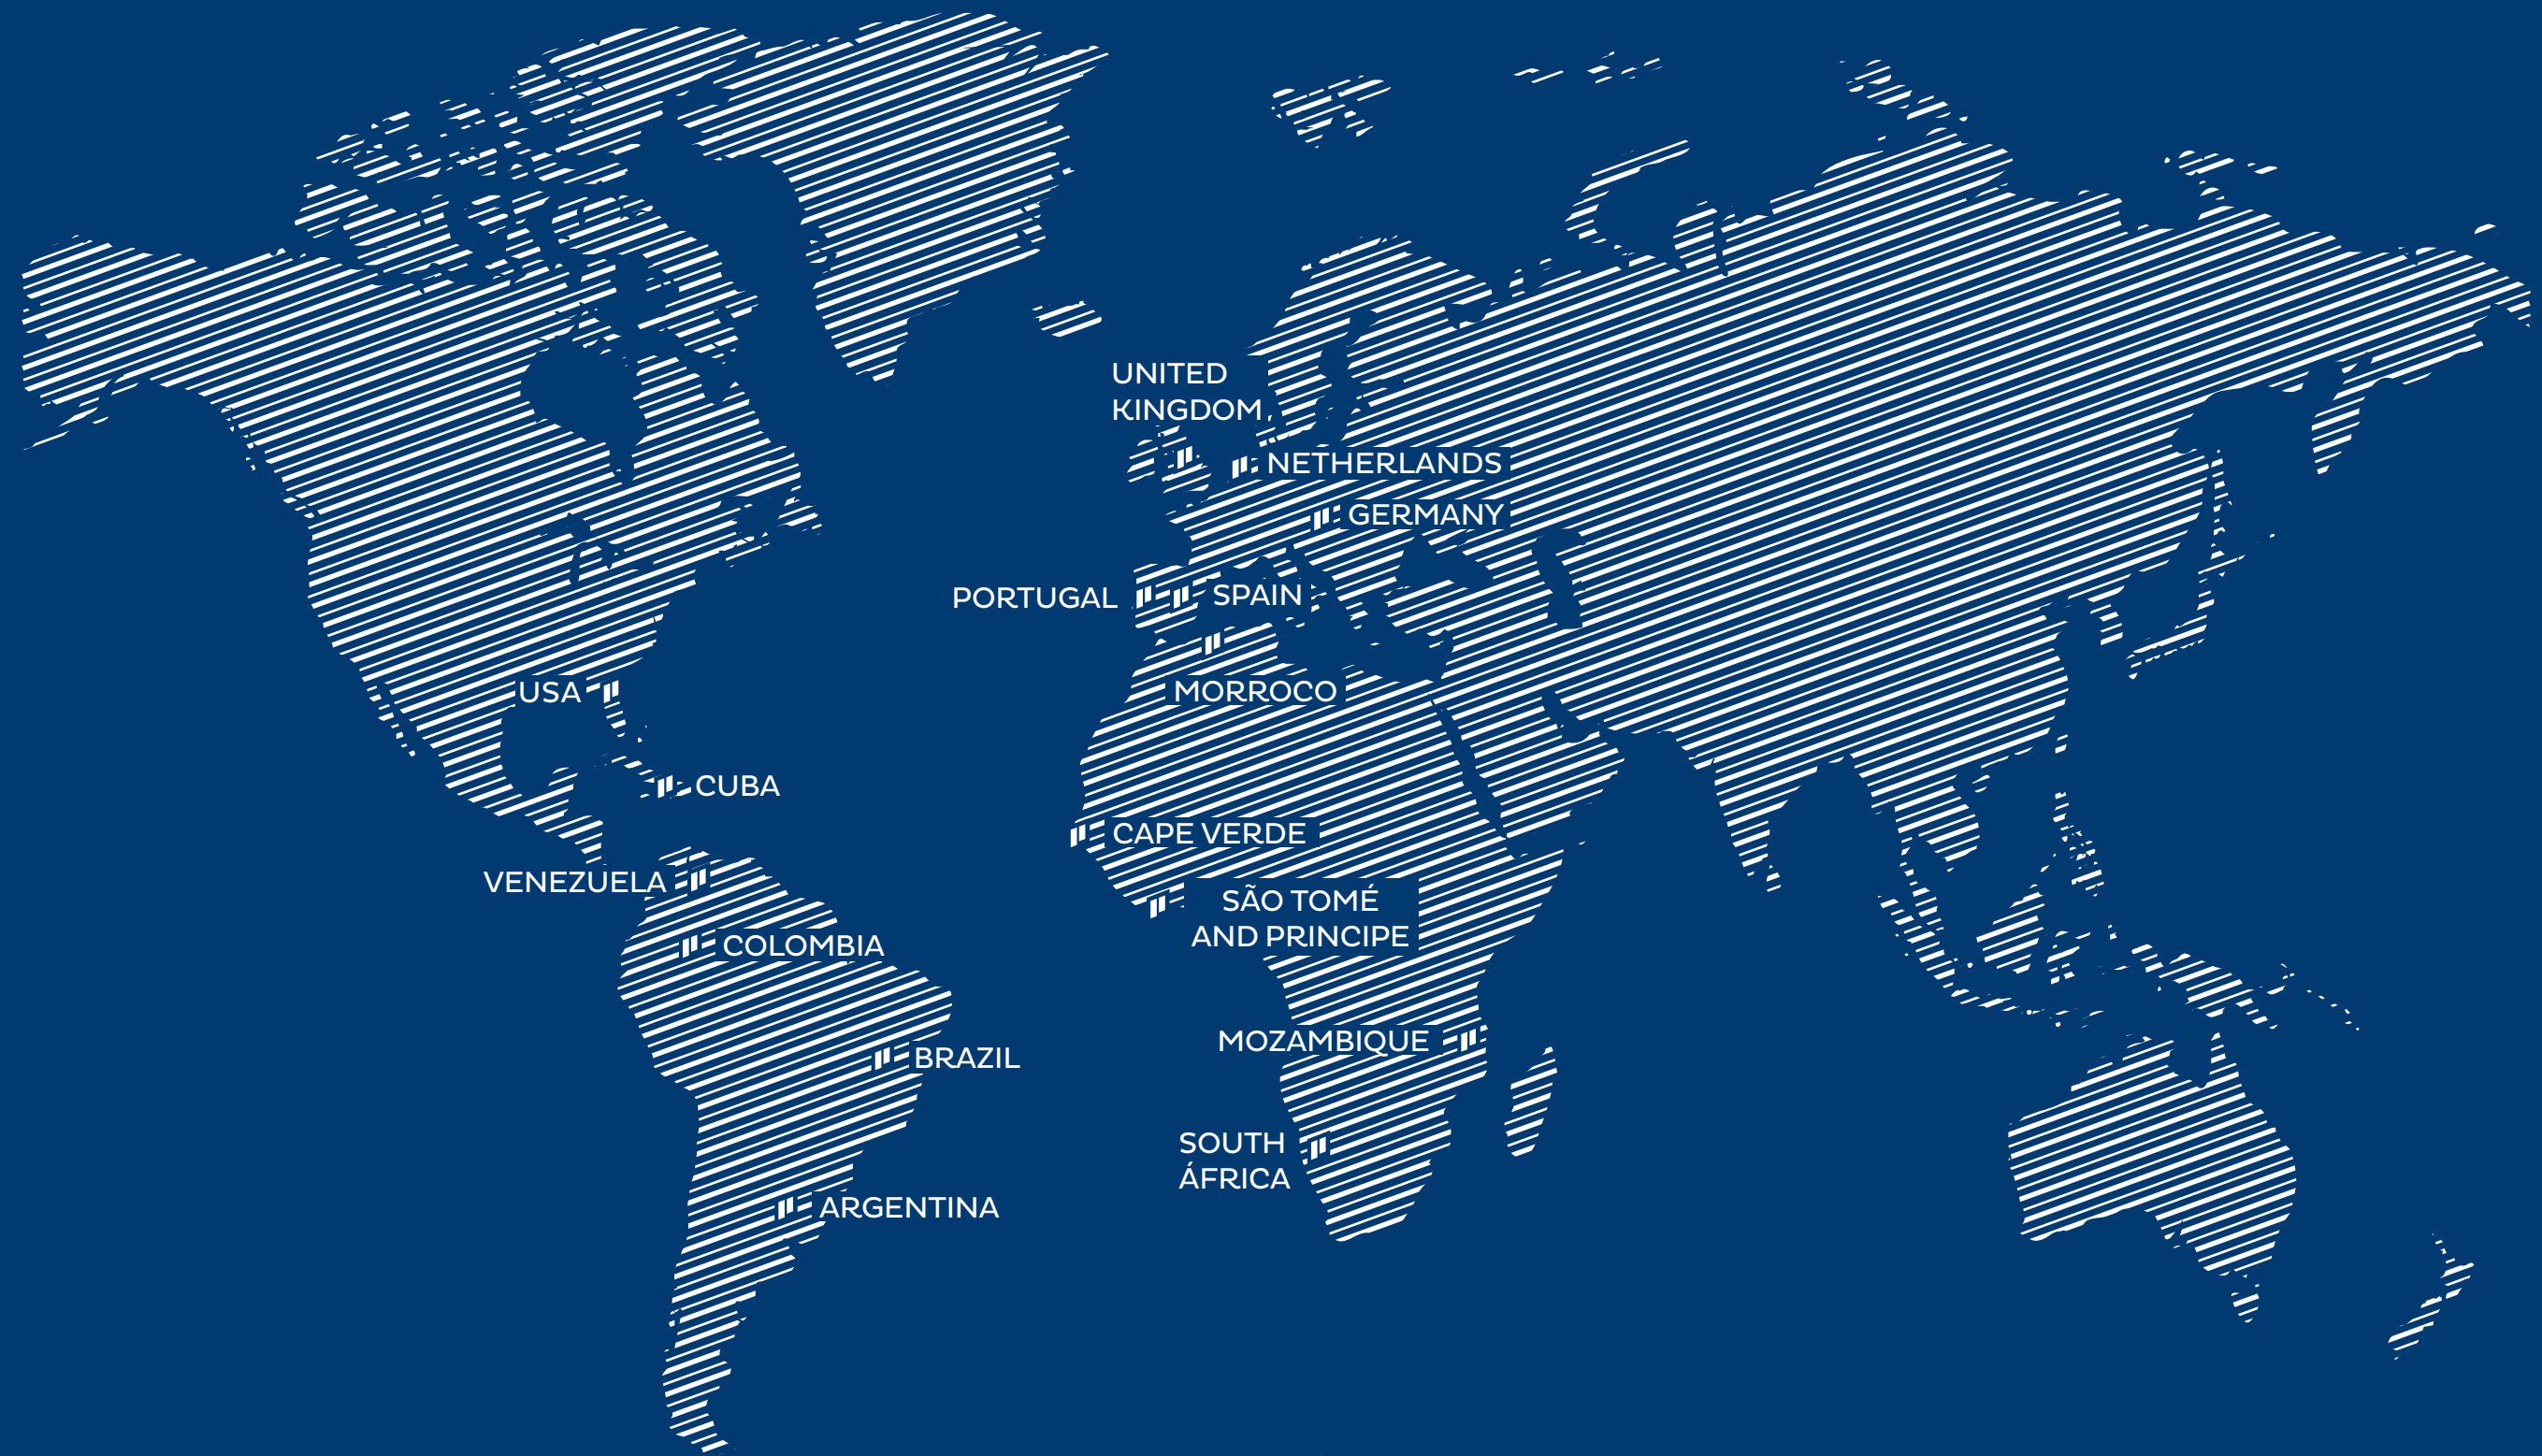 UNITED
KINGDOM
NETHERLANDS
GERMANY
PORTUGAL
SPAIN
MORROCO
USA
CUBA
CAPE VERDE
VENEZUELA
SÃO TOMÉ
AND PRINCIPE
COLOMBIA
MOZAMBIQUE
BRAZIL
SOUTH
ÁFRICA
ARGENTINA